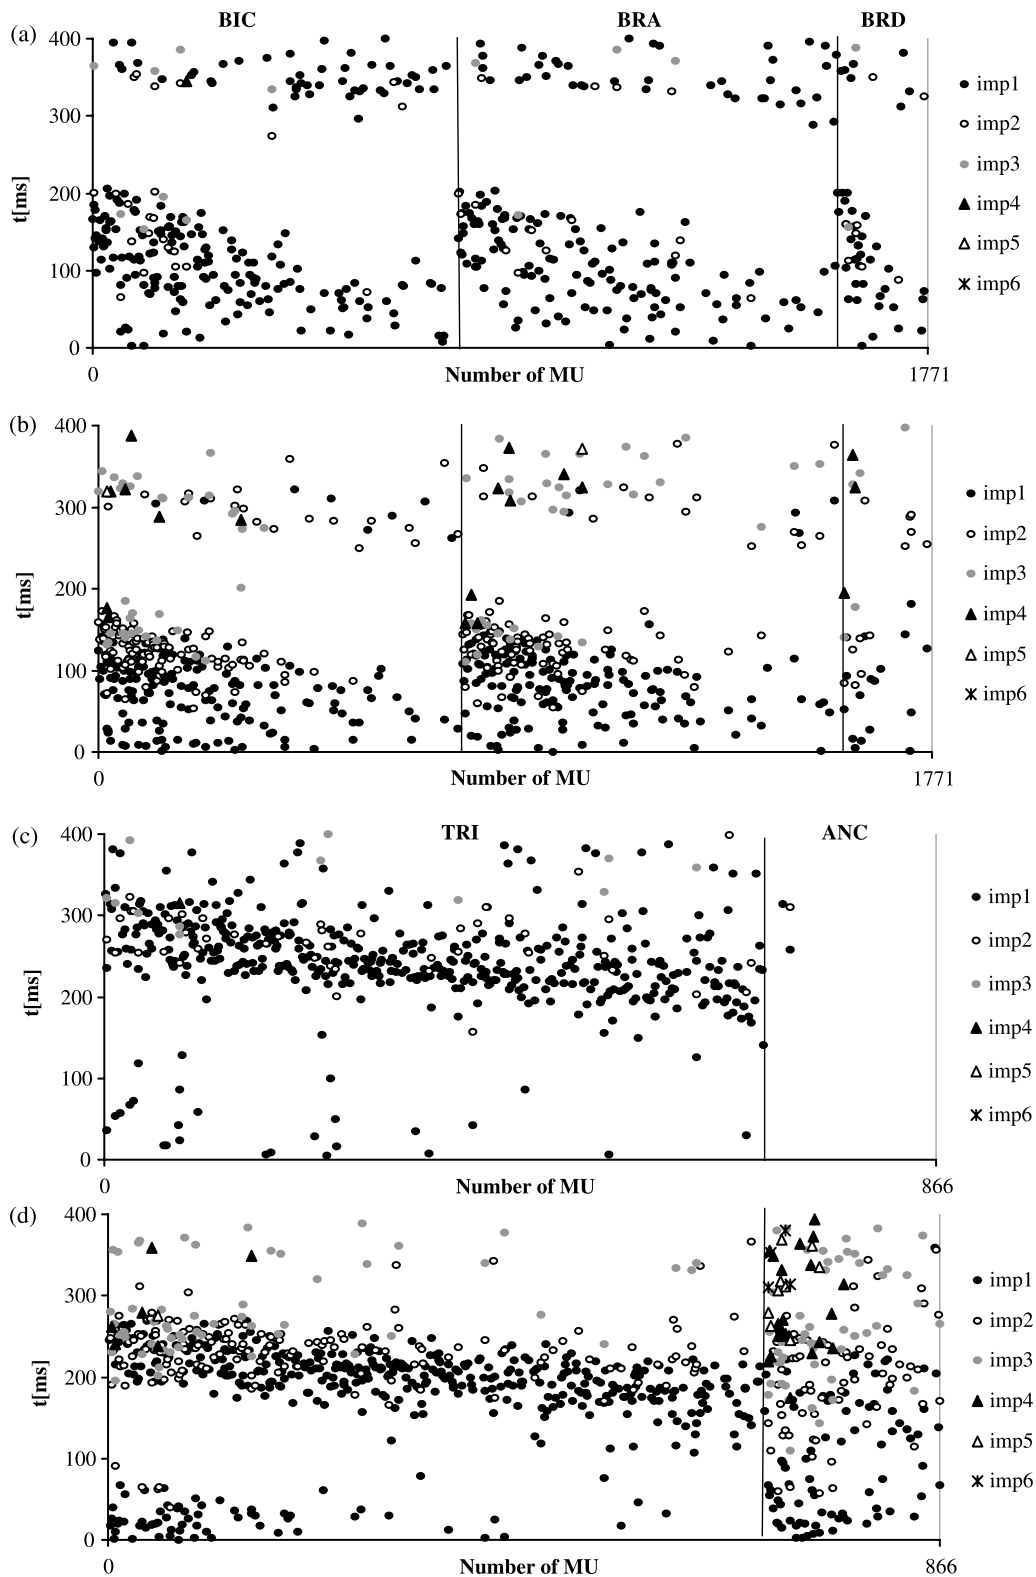 BIC BRA BRD
(a)
400
300
200
100
0
t[ms]
imp1
imp2
imp3
imp4
imp5
imp6
0 Number of MU 1771
(b)
400
300
200
100
0
t[ms]
imp1
imp2
imp3
imp4
imp5
imp6
0 Number of MU 1771
(c) TRI ANC
400
300
200
100
0
t[ms]
imp1
imp2
imp3
imp4
imp5
imp6
0 Number of MU 866
(d)
400
300
200
100
0
t[ms]
imp1
imp2
imp3
imp4
imp5
imp6
0 Number of MU 866